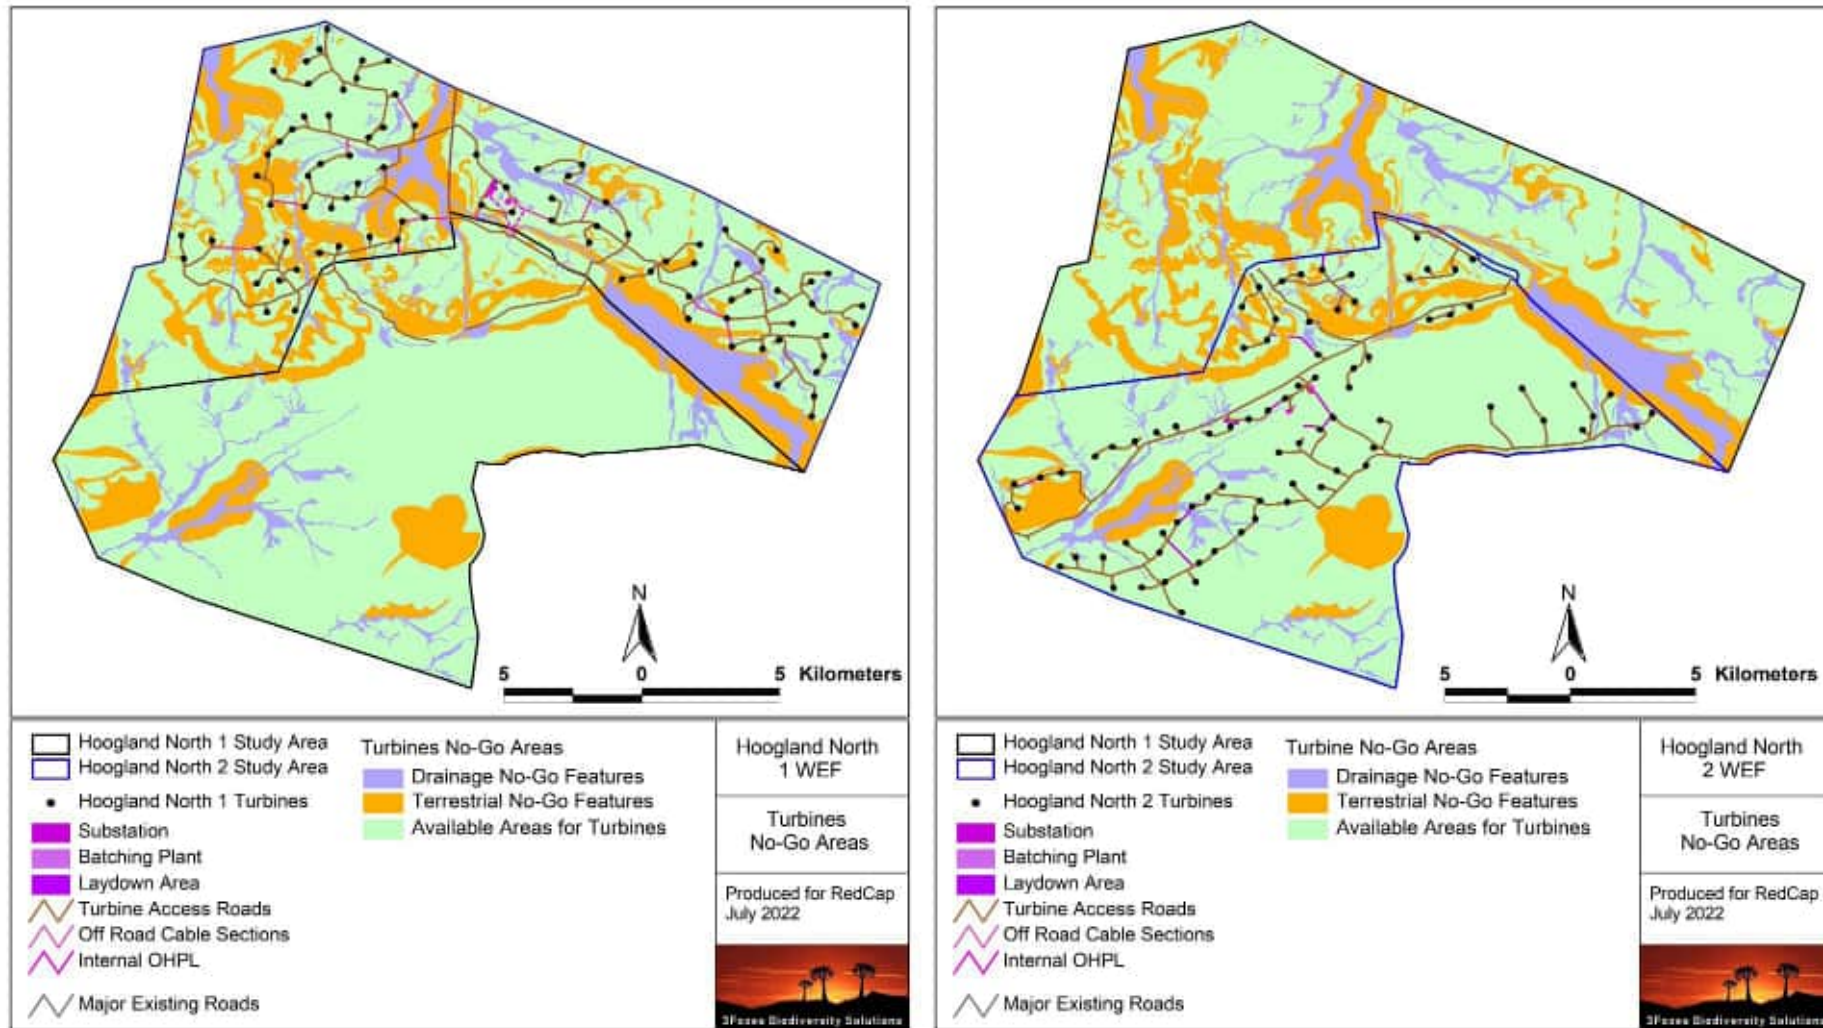 N
5 0 5 Kilometers
Hoogland North 1 Study Area
Hoogland North 2 Study Area
Hoogland North 1 Turbines
Substation
Batching Plant
Laydown Area
Turbine Access Roads
Off Road Cable Sections
Internal OHPL
Major Existing Roads
Turbines No-Go Areas
Drainage No-Go Features
Terrestrial No-Go Features
Available Areas for Turbines
Hoogland North
1 WEF
Turbines
No-Go Areas
Produced for RedCap
July 2022
3Foxes Biodiversity Solutions
N
5 0 5 Kilometers
Hoogland North 1 Study Area
Hoogland North 2 Study Area
Hoogland North 2 Turbines
Substation
Batching Plant
Laydown Area
Turbine Access Roads
Off Road Cable Sections
Internal OHPL
Major Existing Roads
Turbine No-Go Areas
Drainage No-Go Features
Terrestrial No-Go Features
Available Areas for Turbines
Hoogland North
2 WEF
Turbines
No-Go Areas
Produced for RedCap
July 2022
3Foxes Biodiversity Solutions